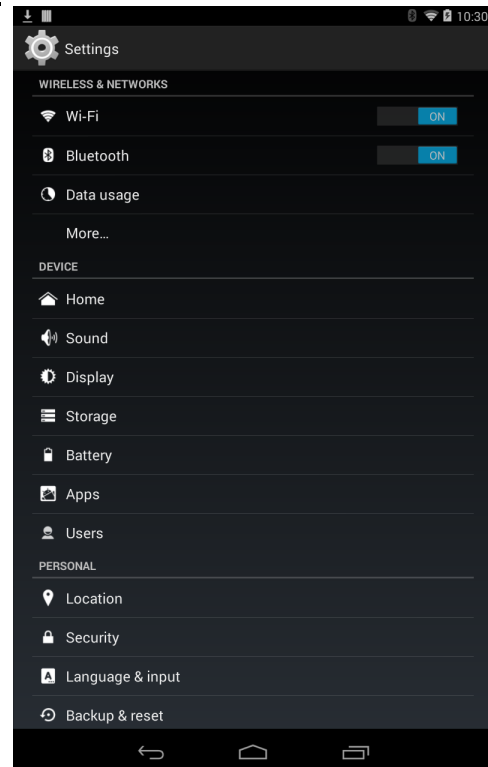 10:30
Settings
WIRELESS & NETWORKS
Wi-Fi ON
Bluetooth ON
Data usage
More...
DEVICE
Home
Sound
Display
Storage
Battery
Apps
Users
PERSONAL
Location
Security
Language & input
Backup & reset